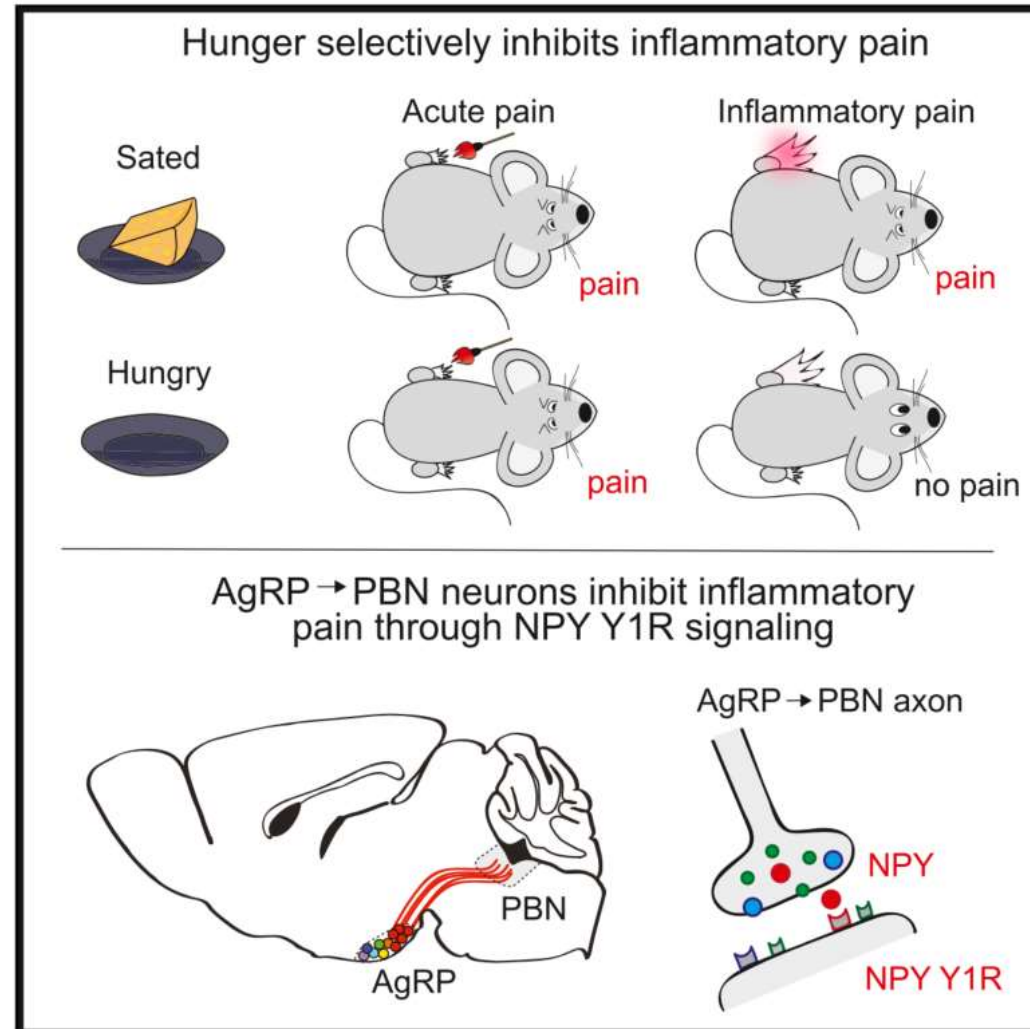 Hunger selectively inhibits inflammatory pain
Acute pain
Inflammatory pain
Sated
pain
pain
Hungry
pain
no pain
AgRP→PBN neurons inhibit inflammatory
pain through NPY Y1R signaling
AgRP→PBN axon
NPY
PBN
AgRP
NPY Y1R